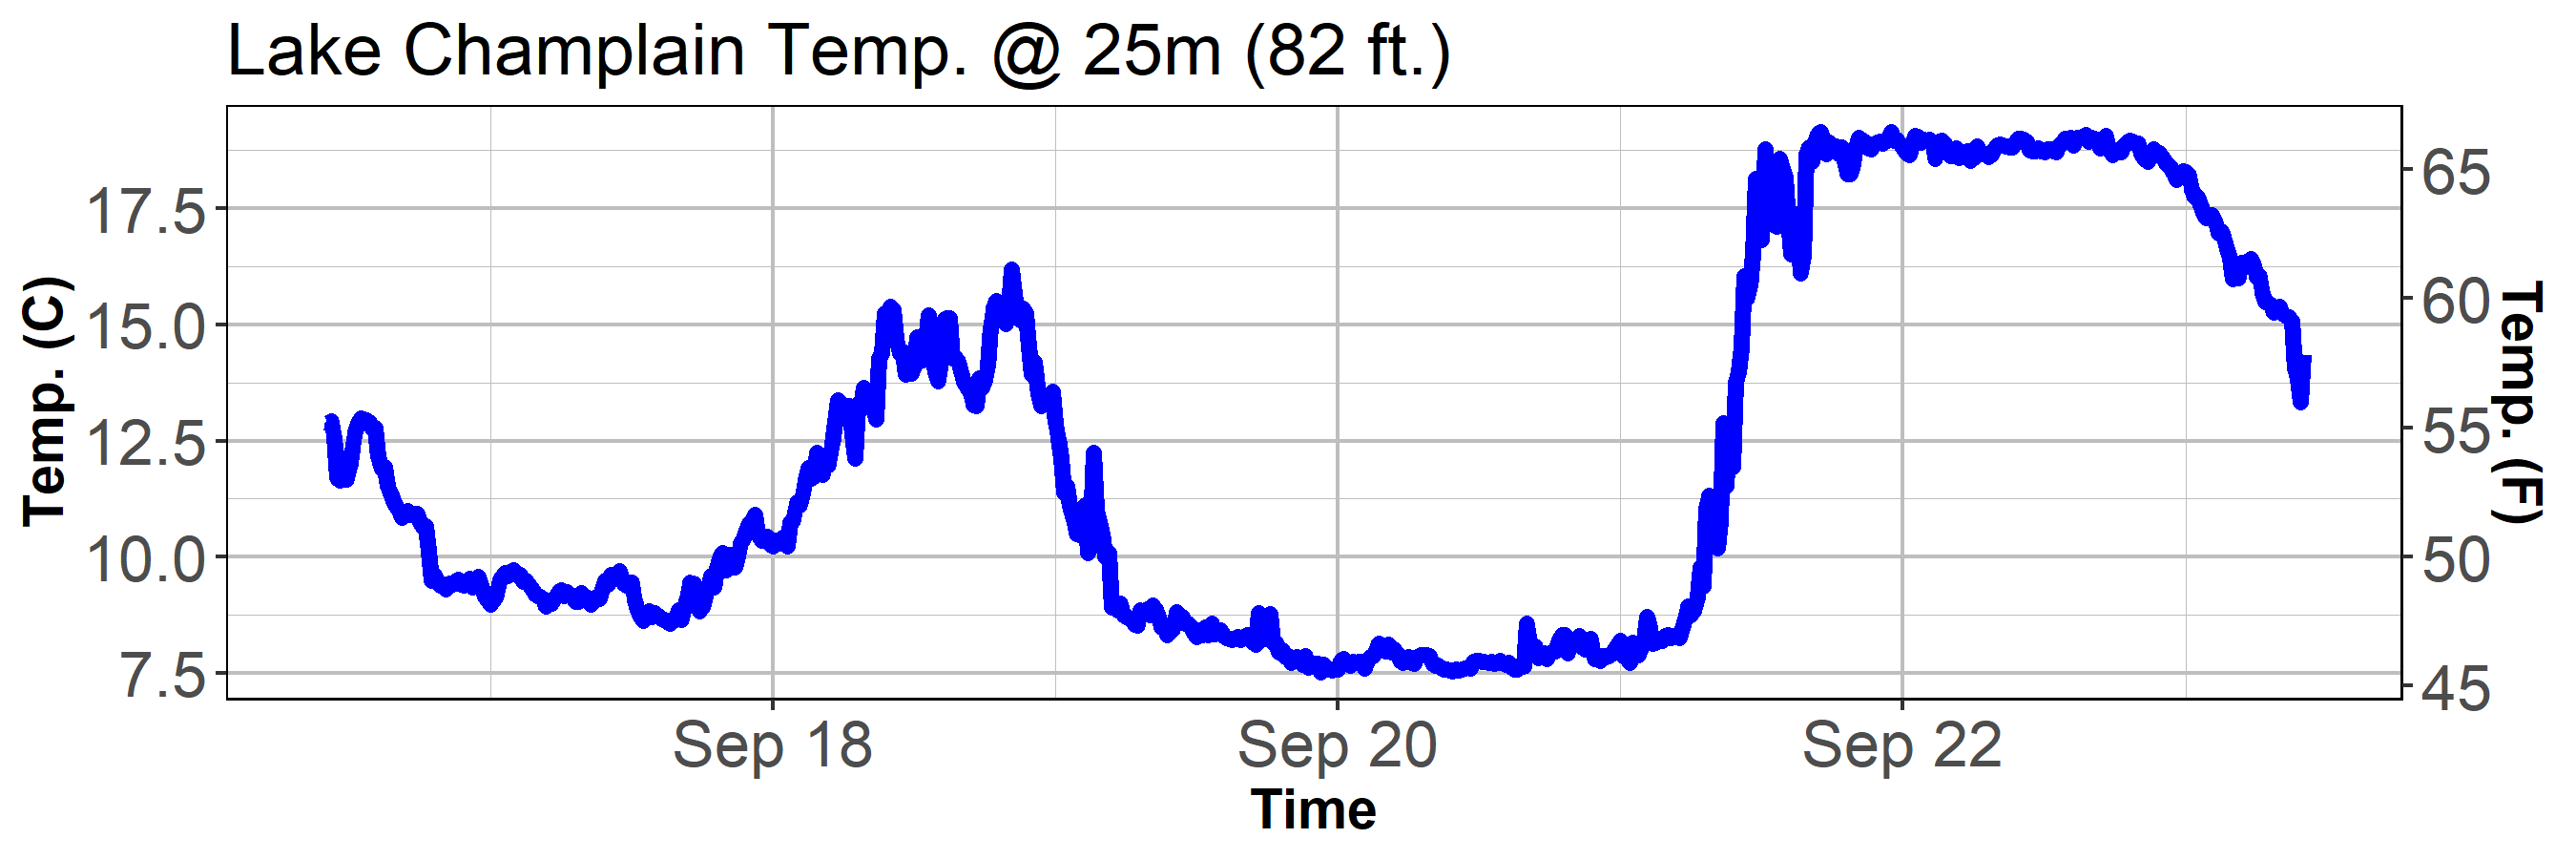 Lake Champlain Temp. @ 25m (82 ft.)
Temp. (C)
17.5
15.0
12.5
10.0
7.5
65
60
55
50
45
Temp. (F)
Sep 18 Sep 20 Sep 22
Time